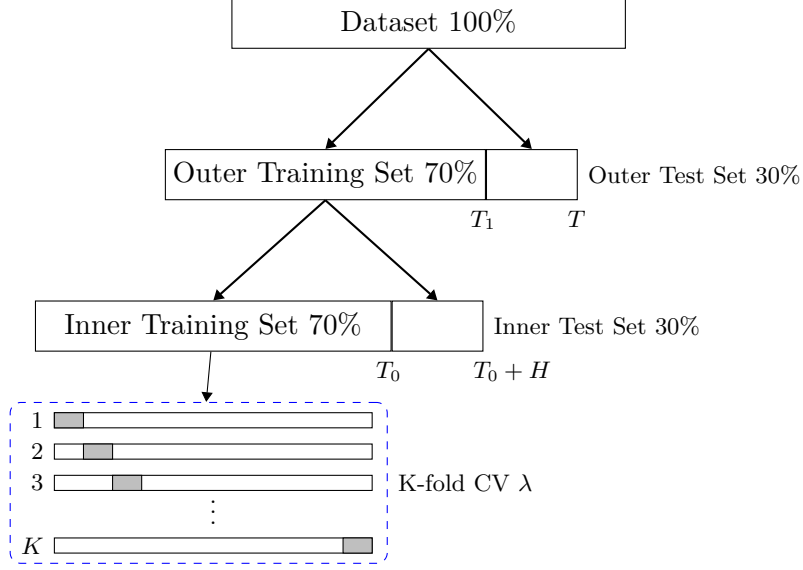 Dataset 100%
Outer Training Set 70%
Outer Test Set 30%
T₁
T
Inner Training Set 70%
Inner Test Set 30%
T₀
T₀ + H
1
2
3
K-fold CV λ
⋮
K